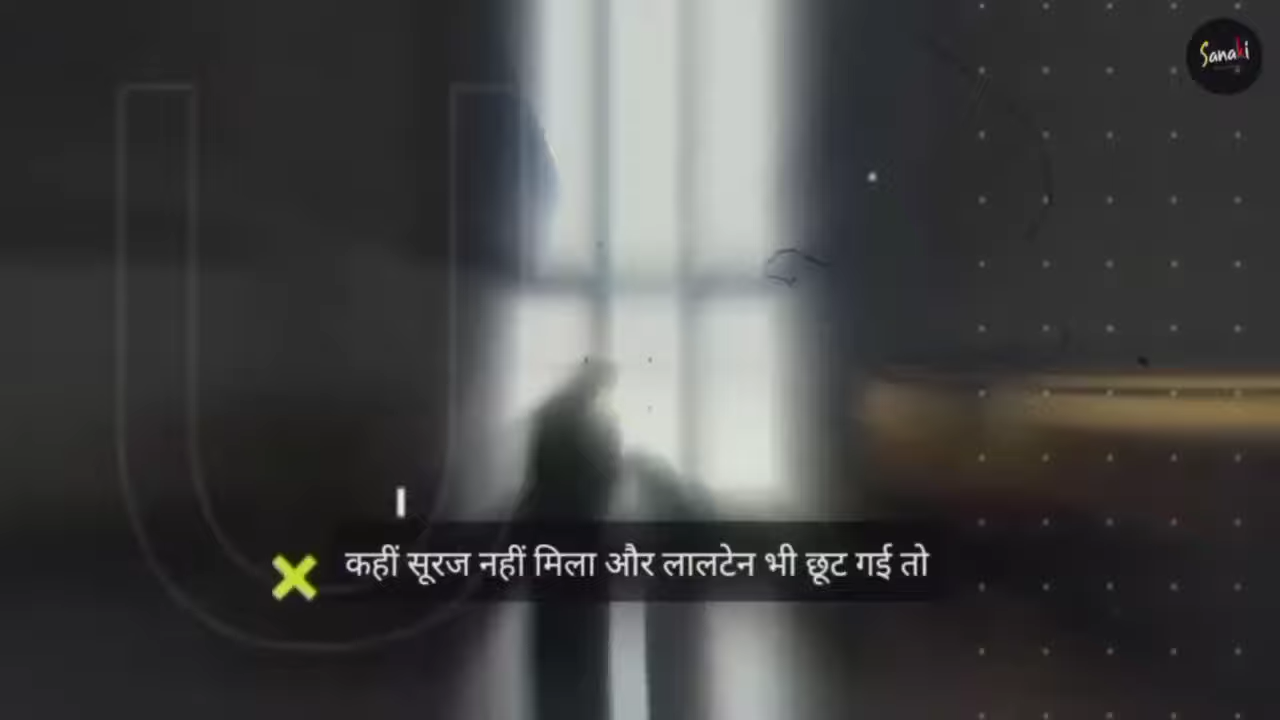 Sanaki
कहीं सूरज नहीं मिला और लालटेन भी छूट गई तो